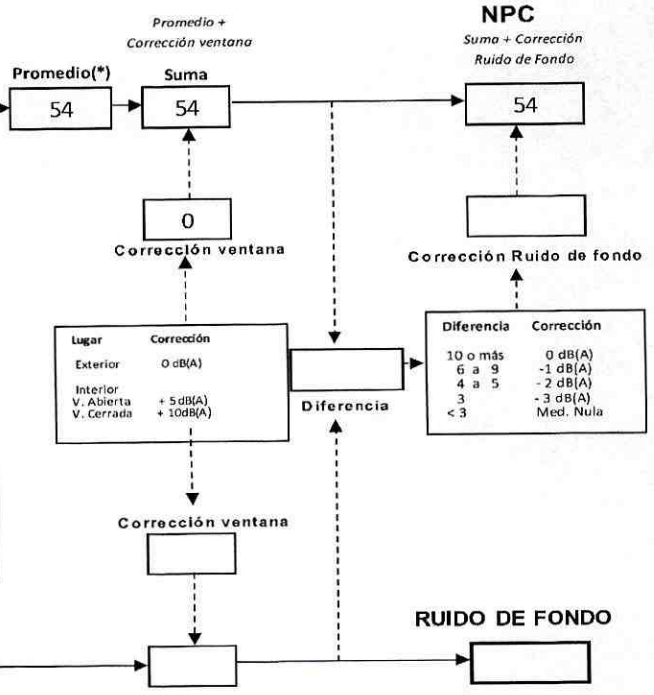 Promedio +
Corrección ventana
NPC
Suma + Corrección
Ruido de Fondo
Promedio(*)
Suma
54
54
54
0
Corrección ventana
Corrección Ruido de fondo
Lugar Corrección
Exterior 0 dB(A)
Interior
V. Abierta + 5dB(A)
V. Cerrada + 10dB(A)
Diferencia
Diferencia Corrección
10 o más 0 dB(A)
6 a 9 -1 dB(A)
4 a 5 - 2 dB(A)
3 - 3 dB(A)
< 3 Med. Nula
Corrección ventana
RUIDO DE FONDO